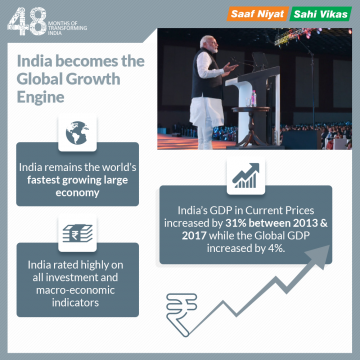 48 MONTHS OF
TRANSFORMING
INDIA
Saaf Niyat Sahi Vikas
India becomes the
Global Growth
Engine
India remains the world's
fastest growing large
economy
India rated highly on
all investment and
macro-economic
indicators
India's GDP in Current Prices
increased by 31% between 2013 &
2017 while the Global GDP
increased by 4%.